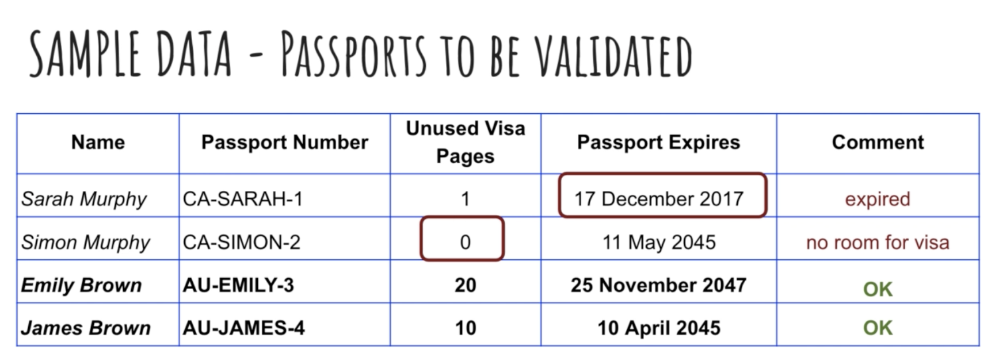 SAMPLE DATA - PASSPORTS TO BE VALIDATED
Name Passport Number Unused Visa Pages Passport Expires Comment
Sarah Murphy CA-SARAH-1 1 17 December 2017 expired
Simon Murphy CA-SIMON-2 0 11 May 2045 no room for visa
Emily Brown AU-EMILY-3 20 25 November 2047 OK
James Brown AU-JAMES-4 10 10 April 2045 OK